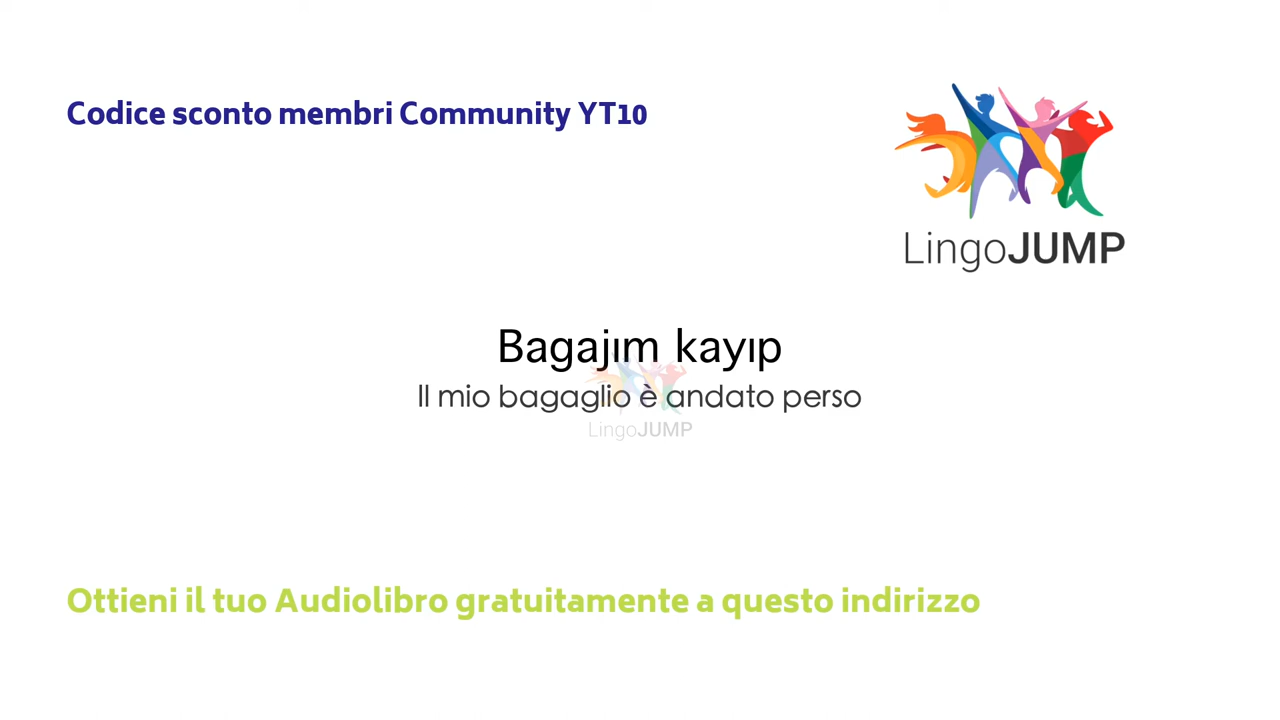 Codice sconto membri Community YT10
LingoJUMP
Bagajım kayıp
Il mio bagaglio è andato perso
LingoJUMP
Ottieni il tuo Audiolibro gratuitamente a questo indirizzo